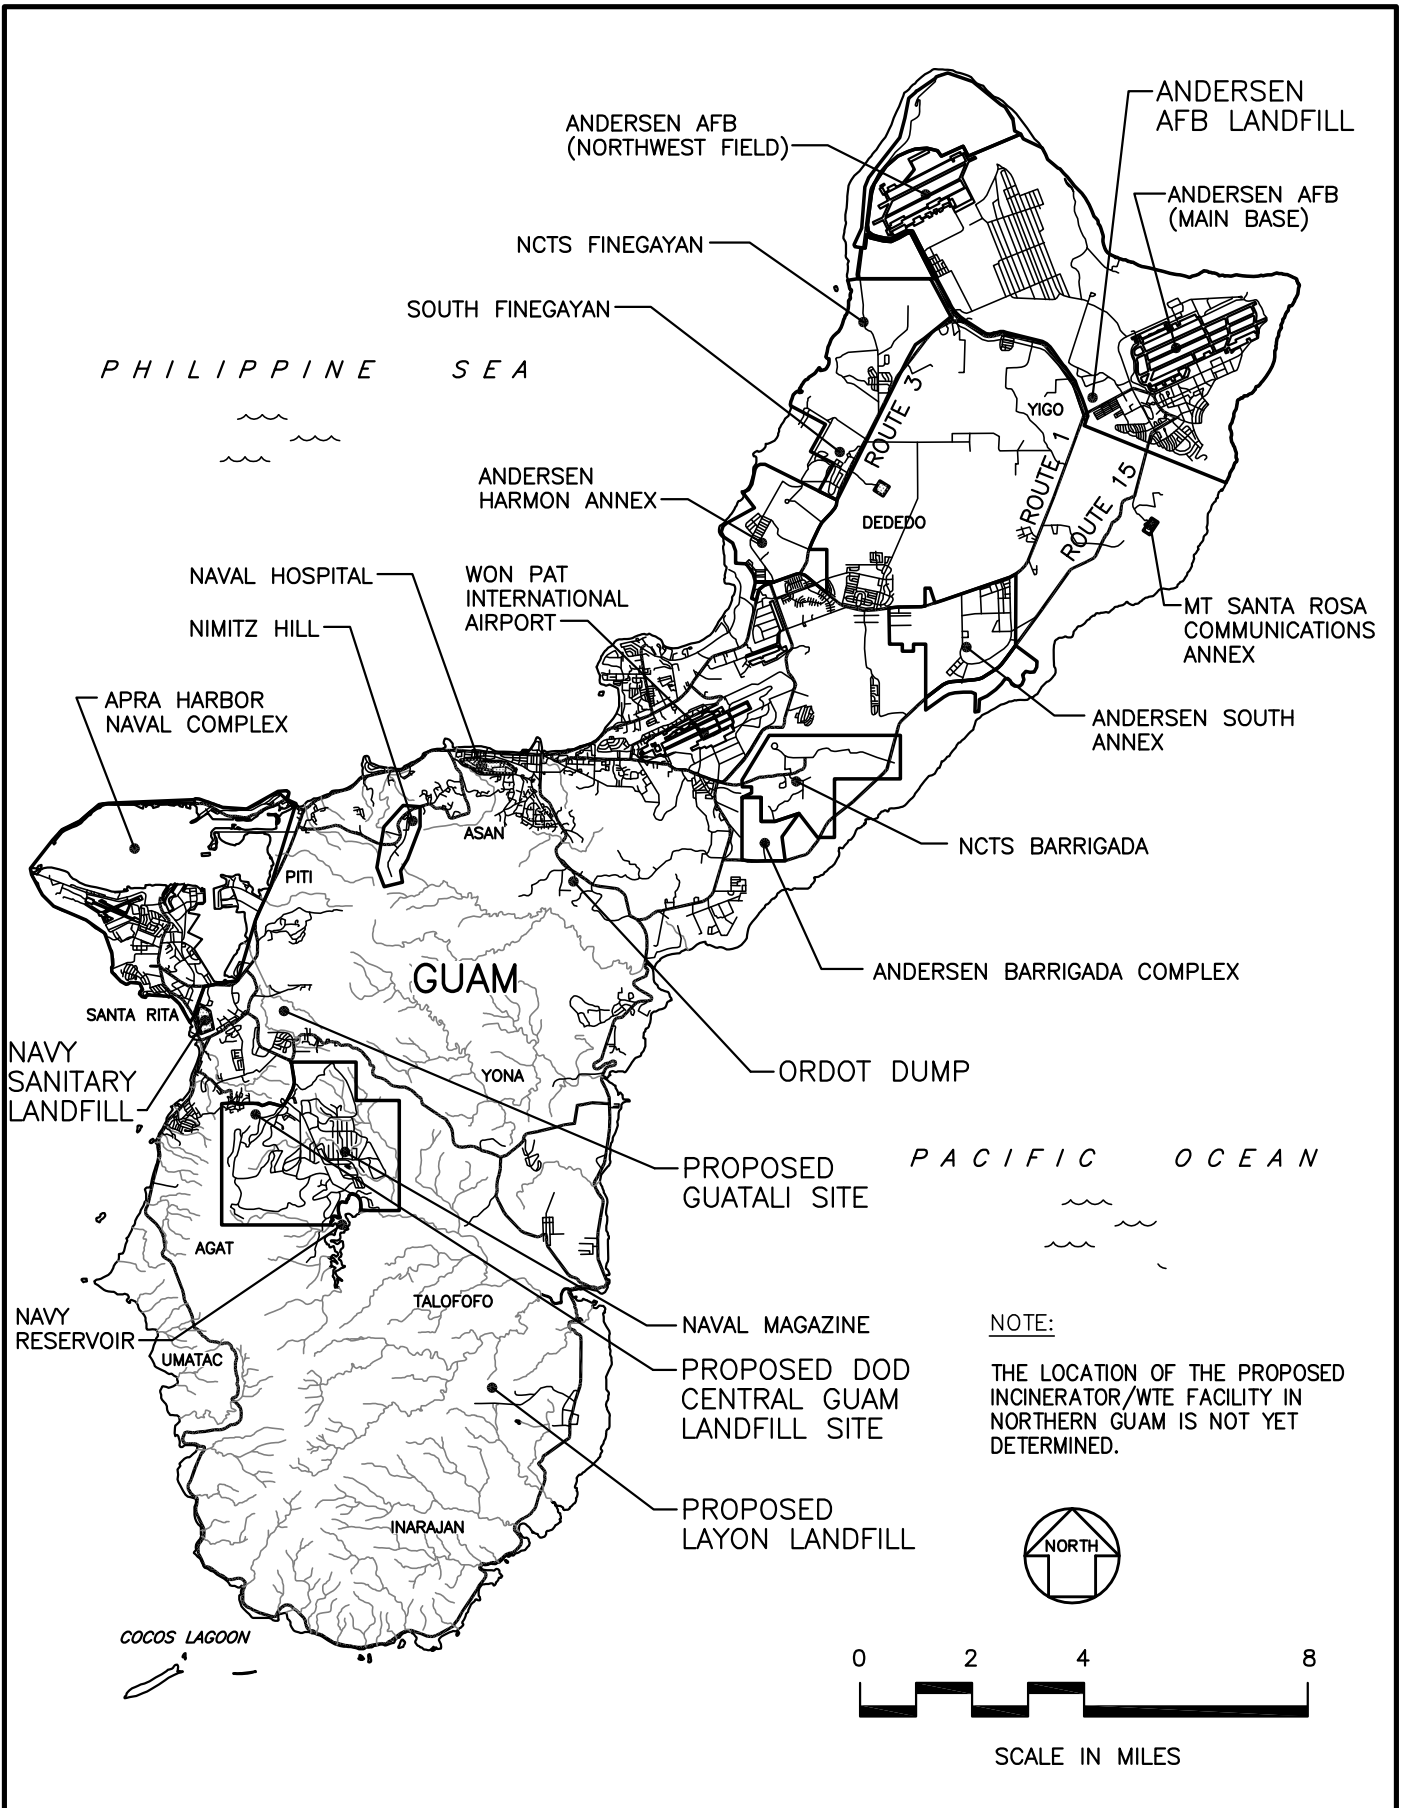 ANDERSEN
AFB LANDFILL
ANDERSEN AFB
(NORTHWEST FIELD)
ANDERSEN AFB
(MAIN BASE)
NCTS FINEGAYAN
SOUTH FINEGAYAN
PHILIPPINE SEA
ROUTE 3
YIGO
ROUTE 1
ROUTE 15
ANDERSEN
HARMON ANNEX
DEDEDO
NAVAL HOSPITAL
WON PAT
INTERNATIONAL
AIRPORT
NIMITZ HILL
MT SANTA ROSA
COMMUNICATIONS
ANNEX
APRA HARBOR
NAVAL COMPLEX
ANDERSEN SOUTH
ANNEX
ASAN
NCTS BARRIGADA
PITI
GUAM
ANDERSEN BARRIGADA COMPLEX
SANTA RITA
NAVY
SANITARY
LANDFILL
ORDOT DUMP
YONA
PROPOSED
GUATALI SITE
PACIFIC OCEAN
AGAT
TALOFOFO
NAVY
RESERVOIR
NAVAL MAGAZINE
UMATAC
PROPOSED DOD
CENTRAL GUAM
LANDFILL SITE
NOTE:
THE LOCATION OF THE PROPOSED
INCINERATOR/WTE FACILITY IN
NORTHERN GUAM IS NOT YET
DETERMINED.
PROPOSED
LAYON LANDFILL
INARAJAN
NORTH
COCOS LAGOON
0 2 4 8
SCALE IN MILES